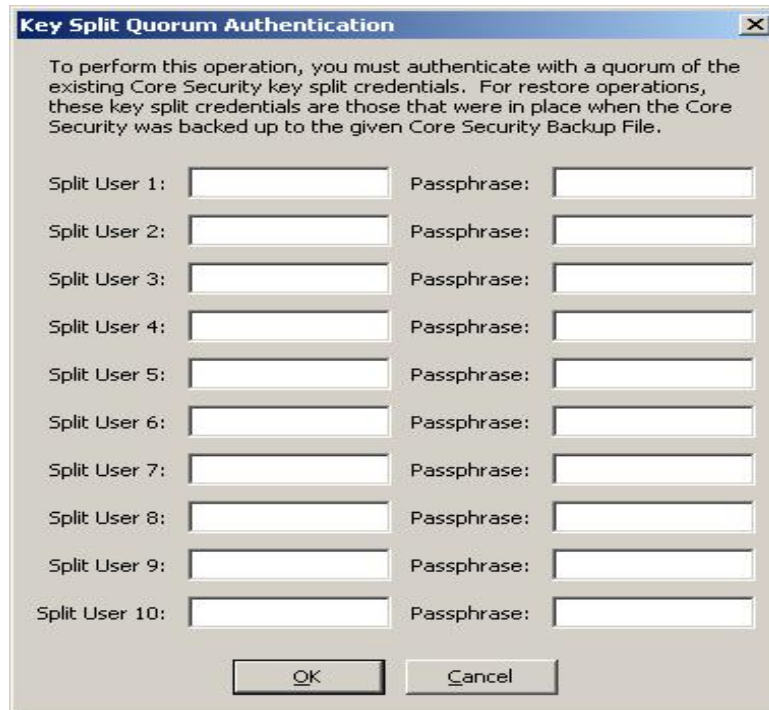 Key Split Quorum Authentication
To perform this operation, you must authenticate with a quorum of the
existing Core Security key split credentials. For restore operations,
these key split credentials are those that were in place when the Core
Security was backed up to the given Core Security Backup File.
Split User 1: Passphrase:
Split User 2: Passphrase:
Split User 3: Passphrase:
Split User 4: Passphrase:
Split User 5: Passphrase:
Split User 6: Passphrase:
Split User 7: Passphrase:
Split User 8: Passphrase:
Split User 9: Passphrase:
Split User 10: Passphrase:
OK Cancel